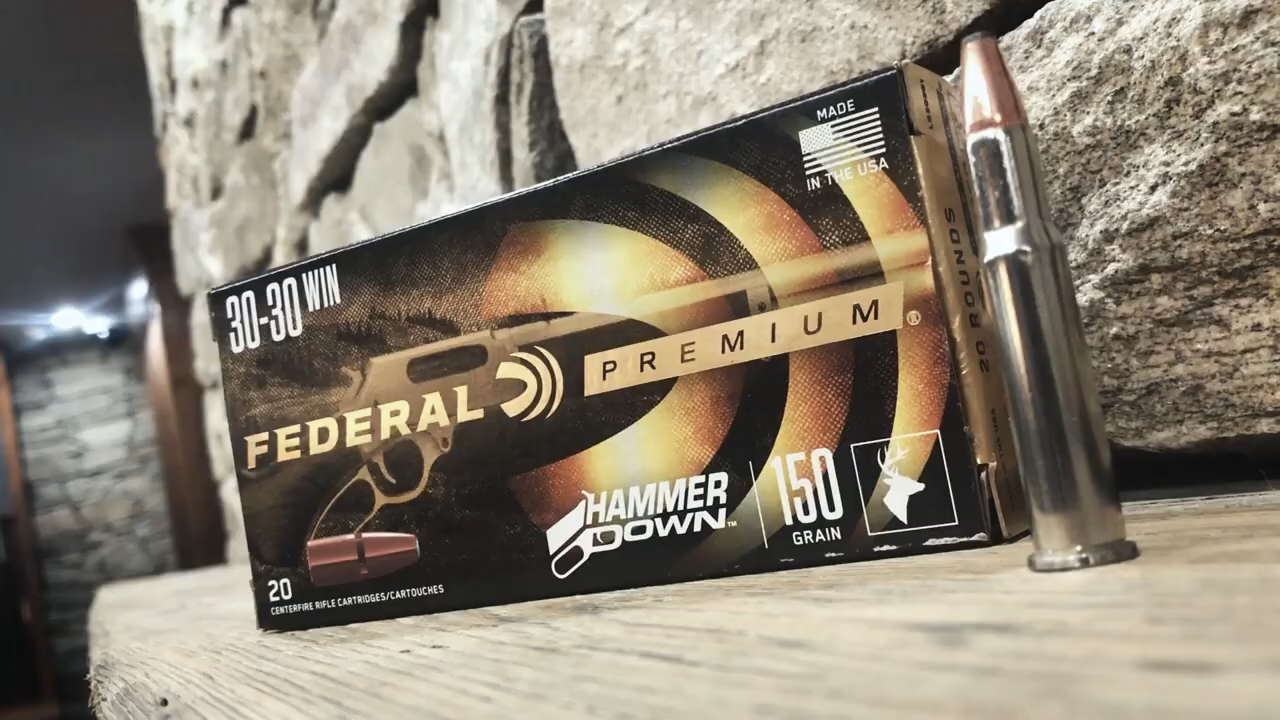 MADE
IN THE USA
30-30 WIN
FEDERAL PREMIUM®
HAMMER
DOWN™
150
GRAIN
20
CENTERFIRE RIFLE CARTRIDGES/CARTOUCHES
20 ROUNDS